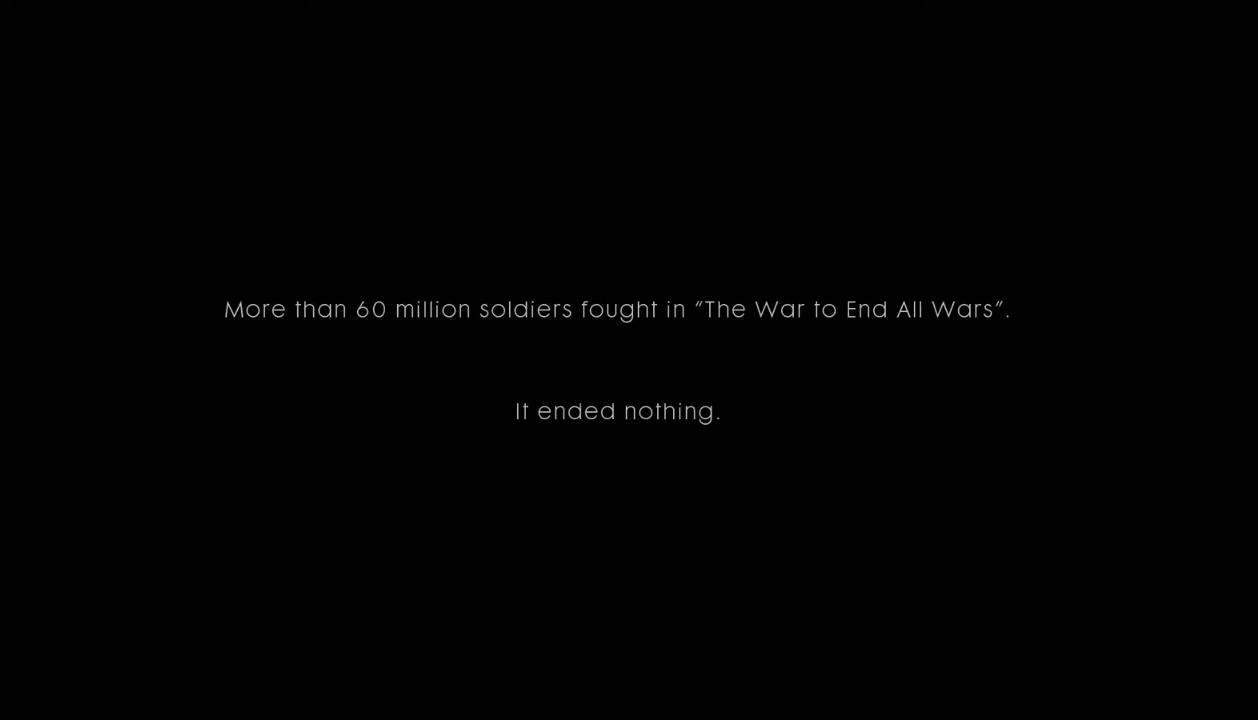 More than 60 million soldiers fought in “The War to End All Wars”.
It ended nothing.